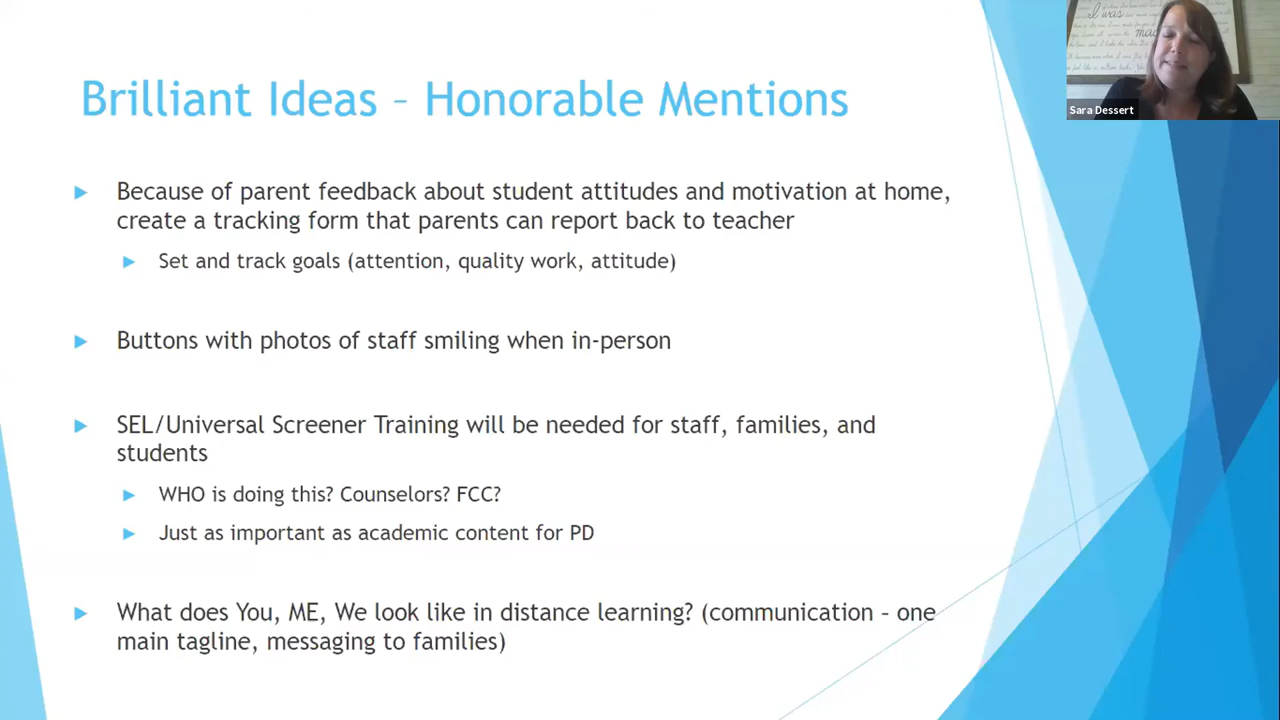 Brilliant Ideas – Honorable Mentions
I was
Sara Dessert
Because of parent feedback about student attitudes and motivation at home,
create a tracking form that parents can report back to teacher
Set and track goals (attention, quality work, attitude)
Buttons with photos of staff smiling when in-person
SEL/Universal Screener Training will be needed for staff, families, and
students
WHO is doing this? Counselors? FCC?
Just as important as academic content for PD
What does You, ME, We look like in distance learning? (communication – one
main tagline, messaging to families)